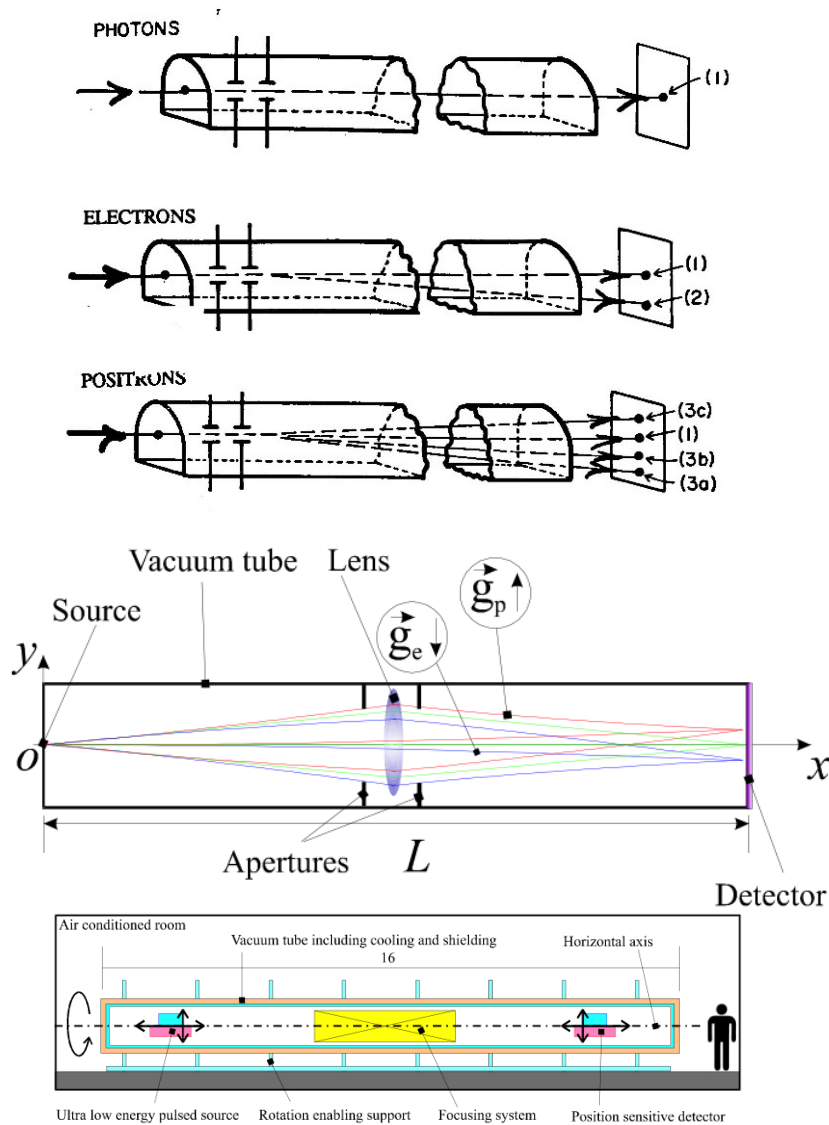 PHOTONS
(1)
ELECTRONS
(1)
(2)
POSITRONS
(3c)
(1)
(3b)
(3a)
Vacuum tube
Lens
Source
g_p
g_e
y
o
x
Apertures
L
Detector
Air conditioned room
Vacuum tube including cooling and shielding
Horizontal axis
16
Ultra low energy pulsed source
Rotation enabling support
Focusing system
Position sensitive detector